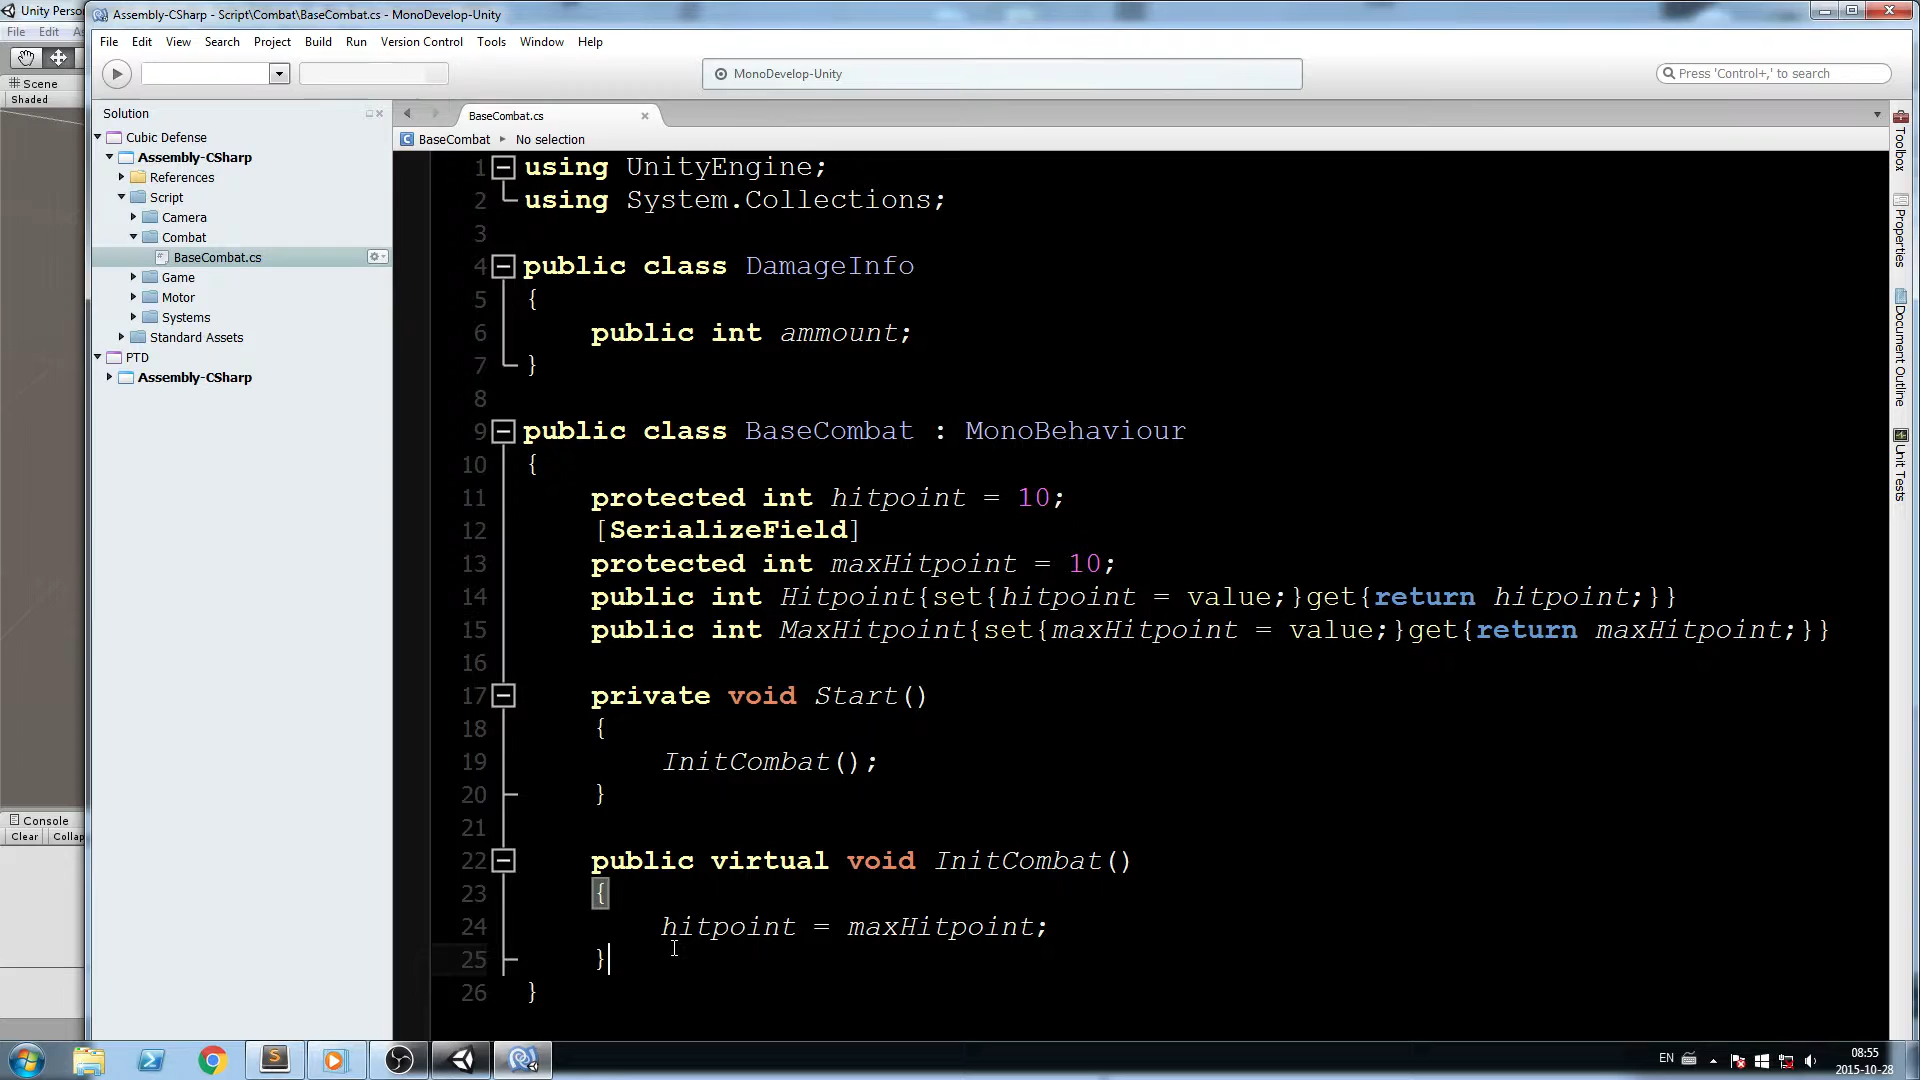 Unity Perso
Assembly-CSharp - Script\Combat\BaseCombat.cs - MonoDevelop-Unity
File Edit As
File Edit View Search Project Build Run Version Control Tools Window Help
MonoDevelop-Unity
Press 'Control+,' to search
Scene
Shaded
Solution
Cubic Defense
Assembly-CSharp
References
Script
Camera
Combat
BaseCombat.cs
Game
Motor
Systems
Standard Assets
PTD
Assembly-CSharp
BaseCombat.cs
BaseCombat No selection
1 using UnityEngine;
2 using System.Collections;
3
4 public class DamageInfo
5 {
6 public int ammount;
7 }
8
9 public class BaseCombat : MonoBehaviour
10 {
11 protected int hitpoint = 10;
12 [SerializeField]
13 protected int maxHitpoint = 10;
14 public int Hitpoint{set{hitpoint = value;}get{return hitpoint;}}
15 public int MaxHitpoint{set{maxHitpoint = value;}get{return maxHitpoint;}}
16
17 private void Start()
18 {
19 InitCombat();
20 }
21
22 public virtual void InitCombat()
23 {
24 hitpoint = maxHitpoint;
25 }
26 }
Toolbox
Properties
Document Outline
Unit Tests
Console
Clear Collap
EN
08:55
2015-10-28